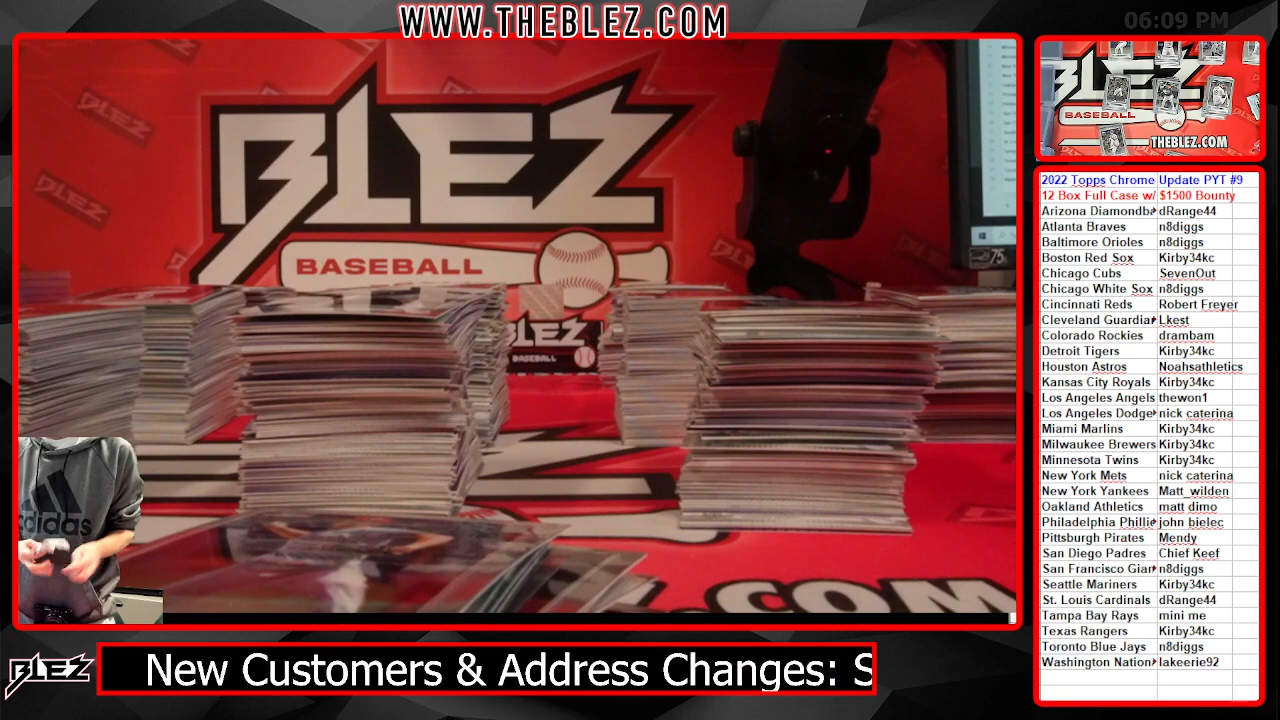 WWW.THEBLEZ.COM
06:09 PM
BLEZ
BASEBALL
BLEZ
BASEBALL
75
adidas
.COM
BLEZ
BASEBALL
THEBLEZ.COM
2022 Topps Chrome Update PYT #9
12 Box Full Case w/ $1500 Bounty
Arizona Diamondba dRange44
Atlanta Braves n8diggs
Baltimore Orioles n8diggs
Boston Red Sox Kirby34kc
Chicago Cubs SevenOut
Chicago White Sox n8diggs
Cincinnati Reds Robert Freyer
Cleveland Guardian Lkest
Colorado Rockies drambam
Detroit Tigers Kirby34kc
Houston Astros Noahsathletics
Kansas City Royals Kirby34kc
Los Angeles Angels thewon1
Los Angeles Dodge nick caterina
Miami Marlins Kirby34kc
Milwaukee Brewers Kirby34kc
Minnesota Twins Kirby34kc
New York Mets nick caterina
New York Yankees Matt_wilden
Oakland Athletics matt dimo
Philadelphia Phillie john bielec
Pittsburgh Pirates Mendy
San Diego Padres Chief Keef
San Francisco Gian n8diggs
Seattle Mariners Kirby34kc
St. Louis Cardinals dRange44
Tampa Bay Rays mini me
Texas Rangers Kirby34kc
Toronto Blue Jays n8diggs
Washington Nation lakeerie92
BLEZ
New Customers & Address Changes: S